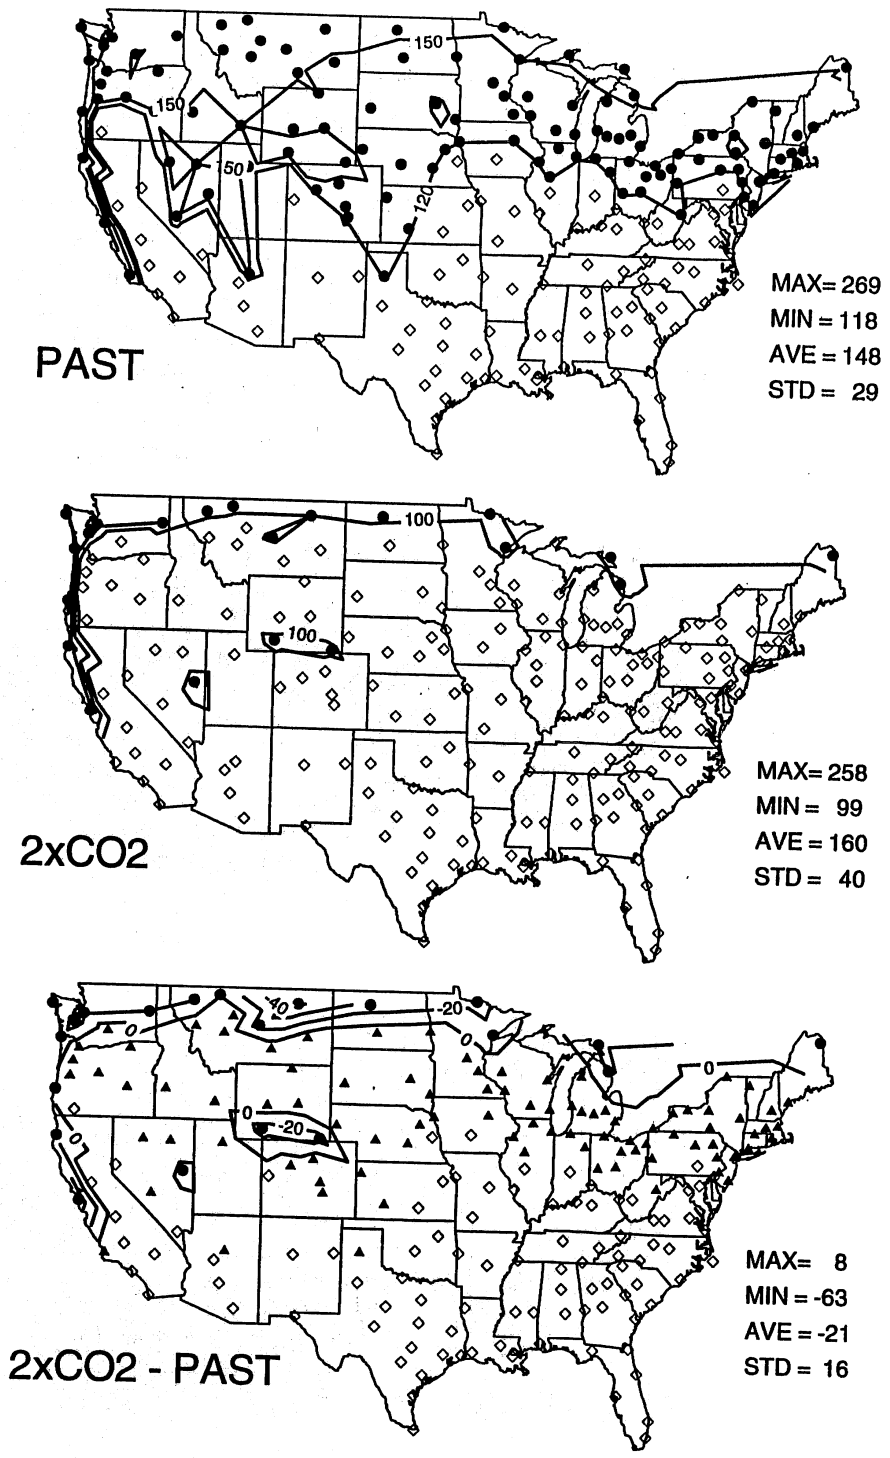 150
150
150
120
MAX= 269
MIN = 118
AVE = 148
STD = 29
PAST
100
100
MAX= 258
MIN = 99
AVE = 160
STD = 40
2xCO2
-40
-20
0
0
0
0
-20
0
MAX= 8
MIN = -63
AVE = -21
STD = 16
2xCO2 - PAST